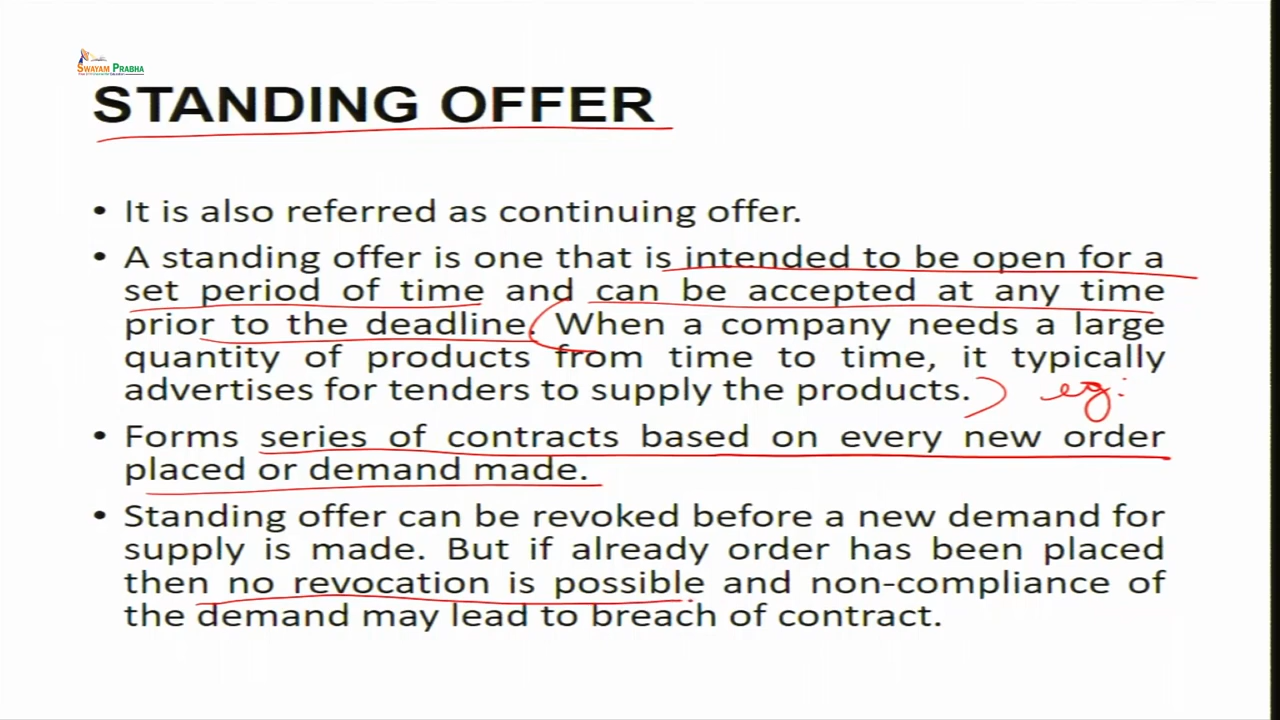 SWAYAM PRABHA
STANDING OFFER
• It is also referred as continuing offer.
• A standing offer is one that is intended to be open for a
set period of time and can be accepted at any time
prior to the deadline. When a company needs a large
quantity of products from time to time, it typically
advertises for tenders to supply the products. eg:
• Forms series of contracts based on every new order
placed or demand made.
• Standing offer can be revoked before a new demand for
supply is made. But if already order has been placed
then no revocation is possible and non-compliance of
the demand may lead to breach of contract.